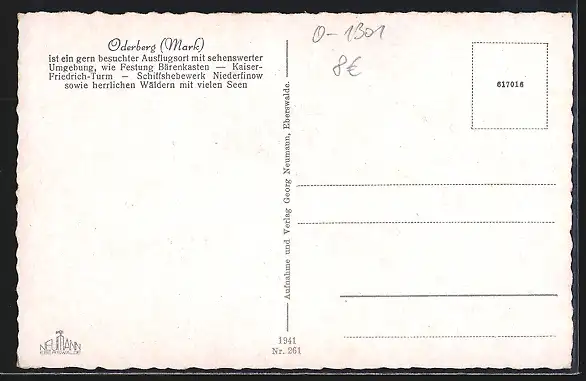 Oderberg (Mark)
ist ein gern besuchter Ausflugsort mit sehenswerter
Umgebung, wie Festung Bärenkasten — Kaiser-
Friedrich-Turm — Schiffshebewerk Niederfinow
sowie herrlichen Wäldern mit vielen Seen
O-1301
8€
617016
Aufnahme und Verlag Georg Neumann, Eberswalde.
1941
Nr. 261
NEUMANN
EBERSWALDE